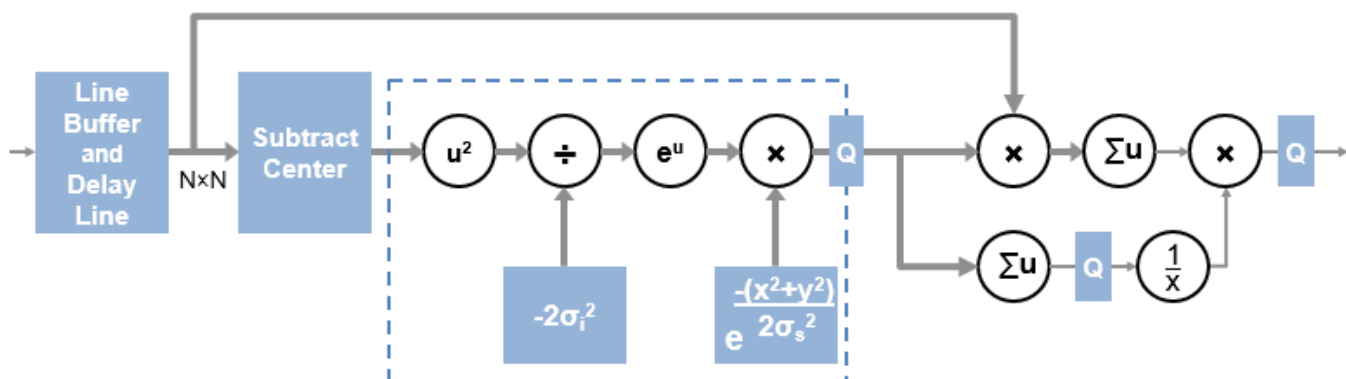 Line
Buffer
and
Delay
Line
N×N
Subtract
Center
u²
÷
eᵘ
×
Q
-2σᵢ²
e -(x²+y²)/2σₛ²
×
∑u
×
Q
∑u
Q
1/x